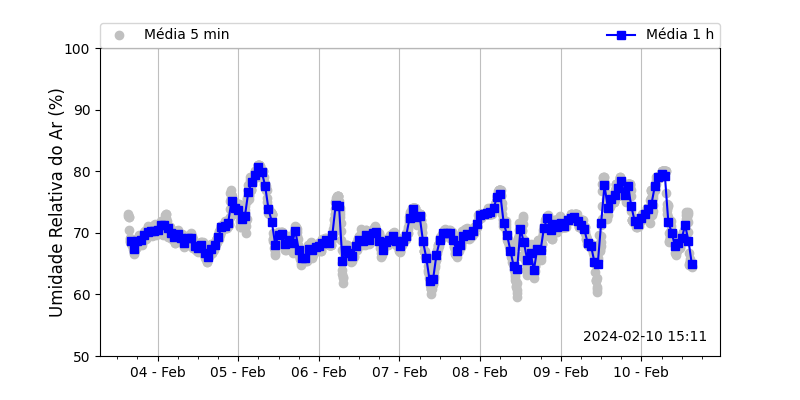 Média 5 min
Média 1 h
Umidade Relativa do Ar (%)
100
90
80
70
60
50
2024-02-10 15:11
04 - Feb
05 - Feb
06 - Feb
07 - Feb
08 - Feb
09 - Feb
10 - Feb